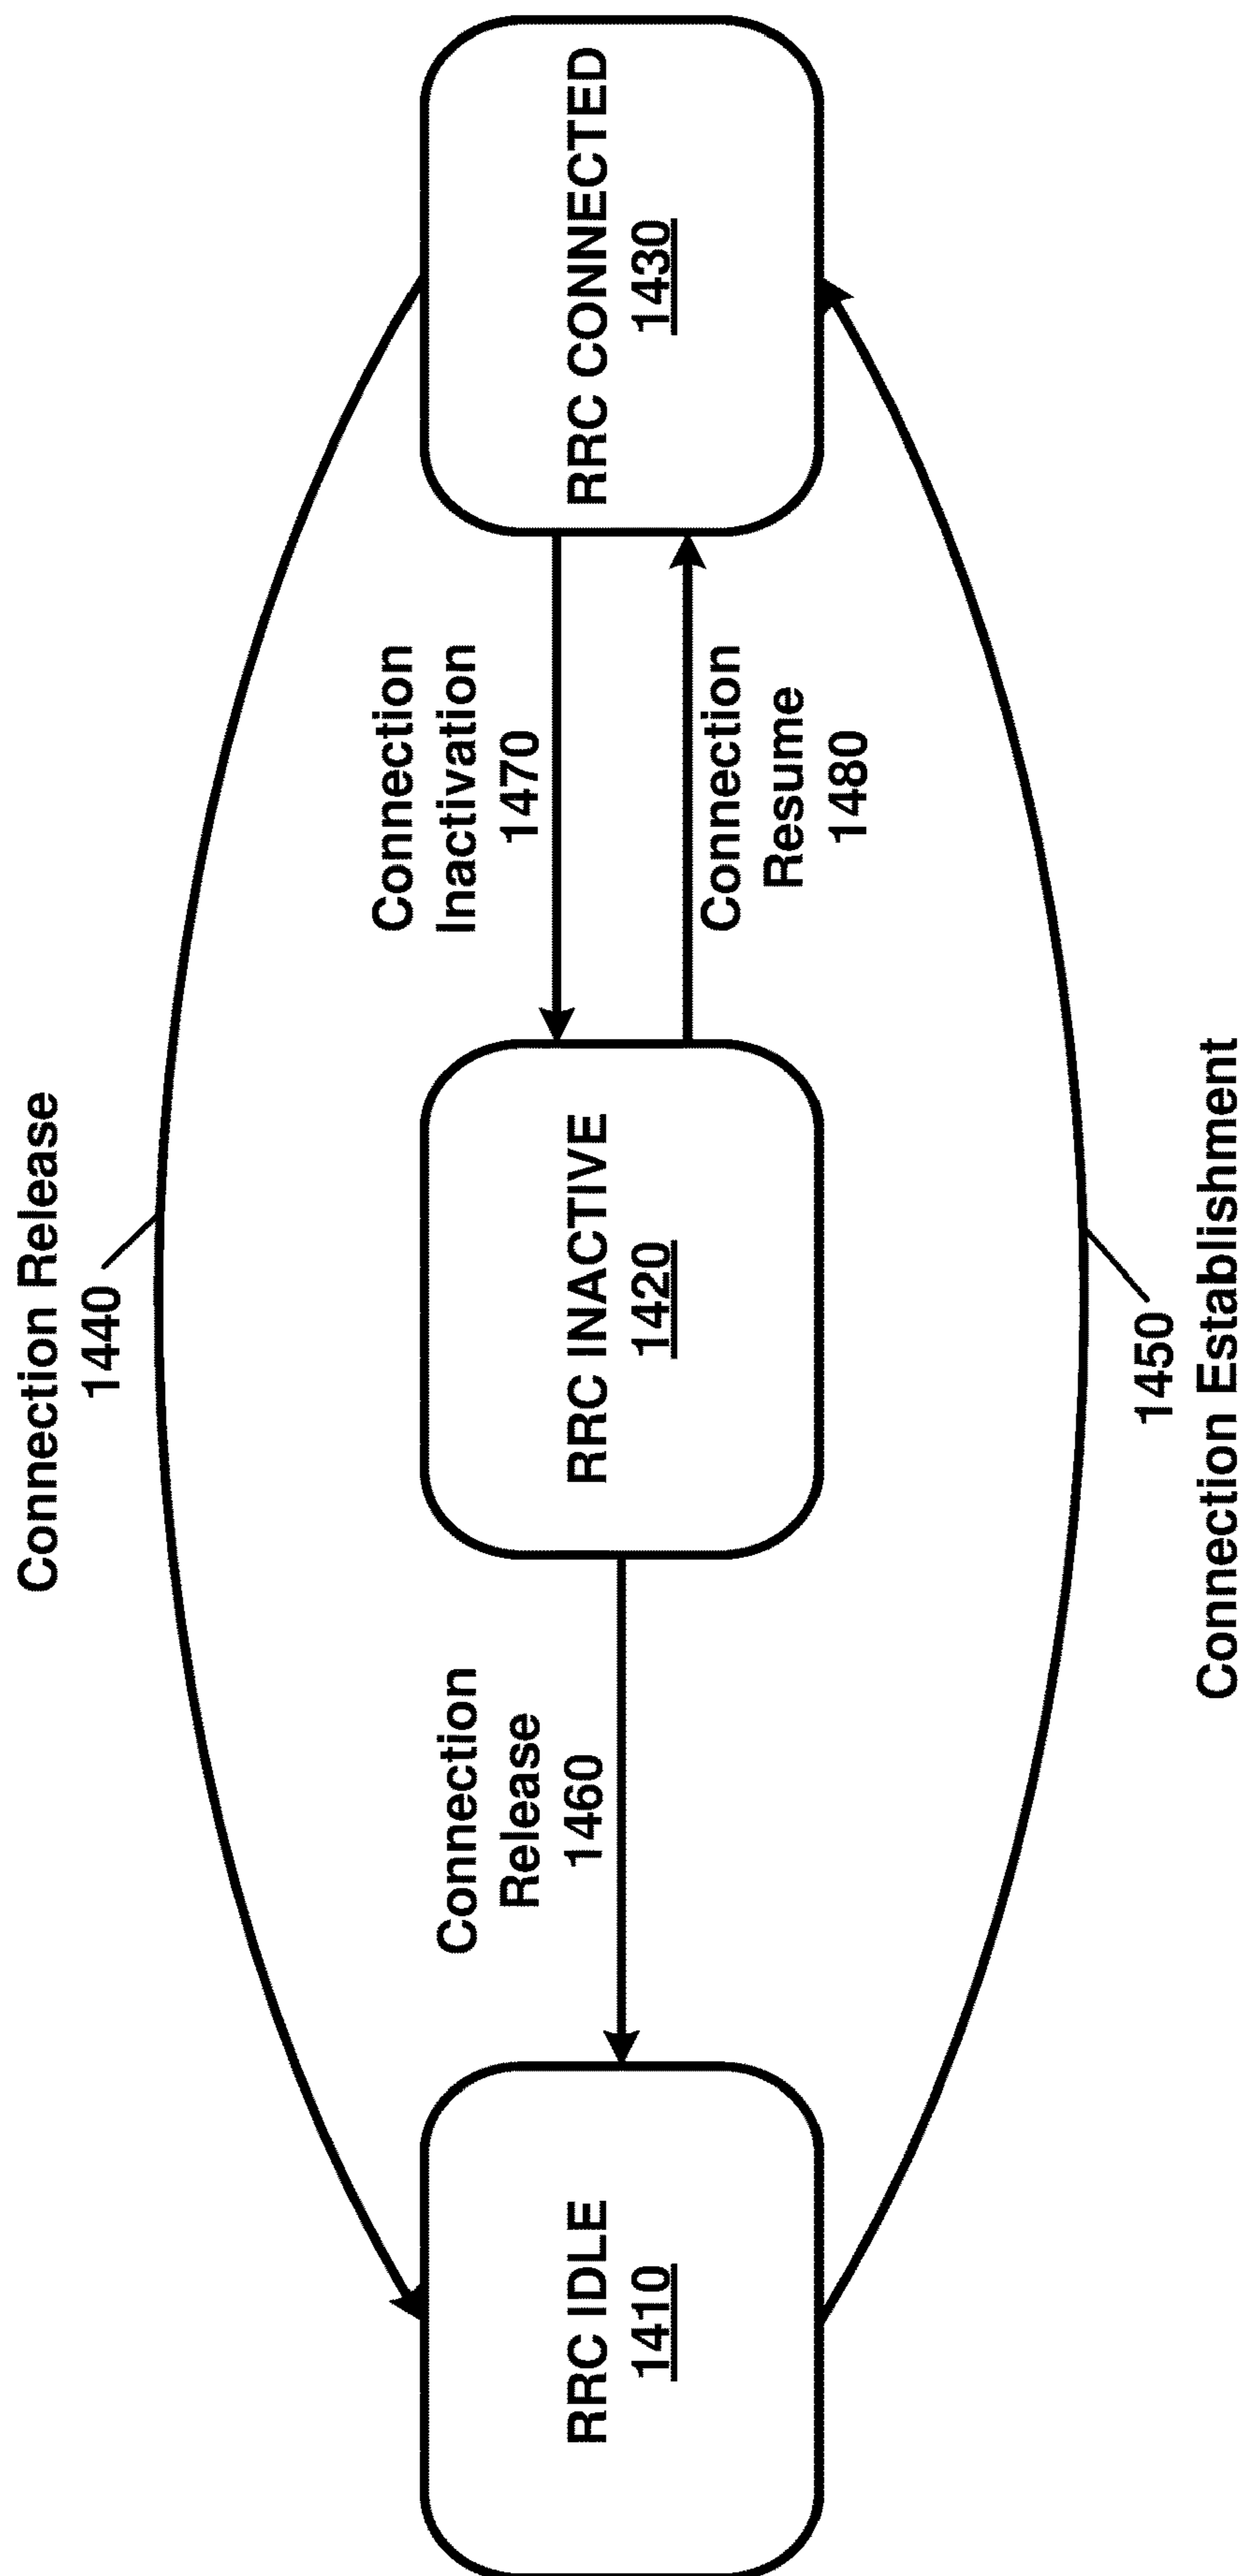 Connection Release
1440
RRC IDLE
1410
Connection
Release
1460
RRC INACTIVE
1420
Connection
Inactivation
1470
Connection
Resume
1480
RRC CONNECTED
1430
1450
Connection Establishment